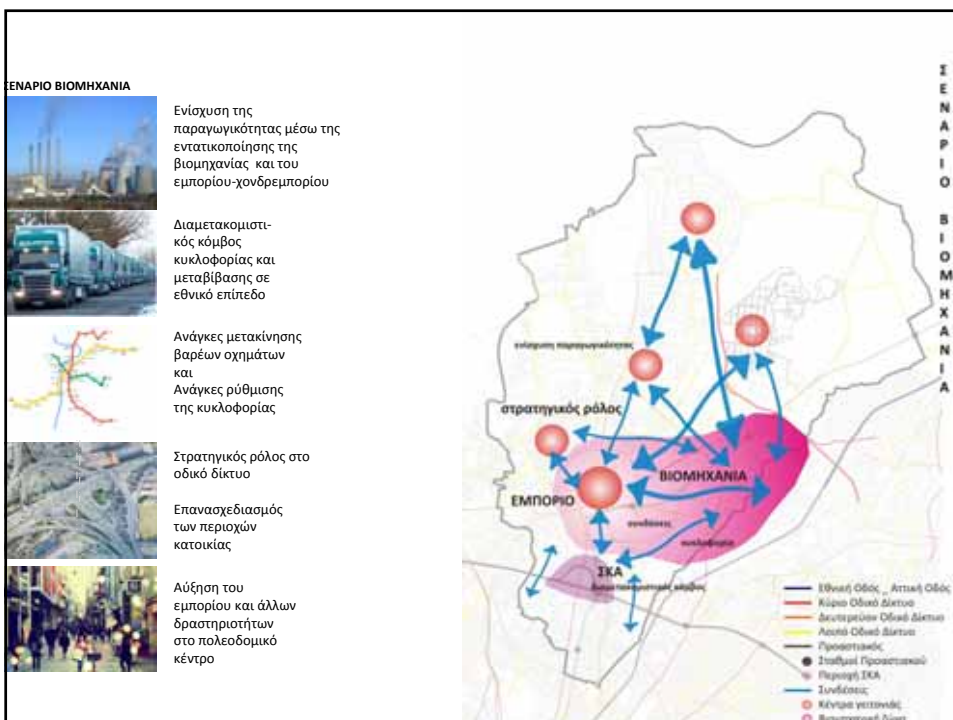 ΣΕΝΑΡΙΟ ΒΙΟΜΗΧΑΝΙΑ
Ενίσχυση της
παραγωγικότητας μέσω της
εντατικοποίησης της
βιομηχανίας και του
εμπορίου-χονδρεμπορίου
Διαμετακομιστι-
κός κόμβος
κυκλοφορίας και
μεταβίβασης σε
εθνικό επίπεδο
Ανάγκες μετακίνησης
βαρέων οχημάτων
και
Ανάγκες ρύθμισης
της κυκλοφορίας
Στρατηγικός ρόλος στο
οδικό δίκτυο
Επανασχεδιασμός
των περιοχών
κατοικίας
Αύξηση του
εμπορίου και άλλων
δραστηριοτήτων
στο πολεοδομικό
κέντρο
ενίσχυση παραγωγικότητας
στρατηγικός ρόλος
ΒΙΟΜΗΧΑΝΙΑ
ΕΜΠΟΡΙΟ
συνδέσεις
κυκλοφορία
ΣΚΑ
διαμετακομιστικός κόμβος
Εθνική Οδός _ Αττική Οδός
Κύριο Οδικό Δίκτυο
Δευτερεύον Οδικό Δίκτυο
Λοιπό Οδικό Δίκτυο
Προαστιακός
Σταθμοί Προαστιακού
Περιοχή ΣΚΑ
Συνδέσεις
Κέντρα γειτονιάς
ΣΕΝΑΡΙΟ ΒΙΟΜΗΧΑΝΙΑ